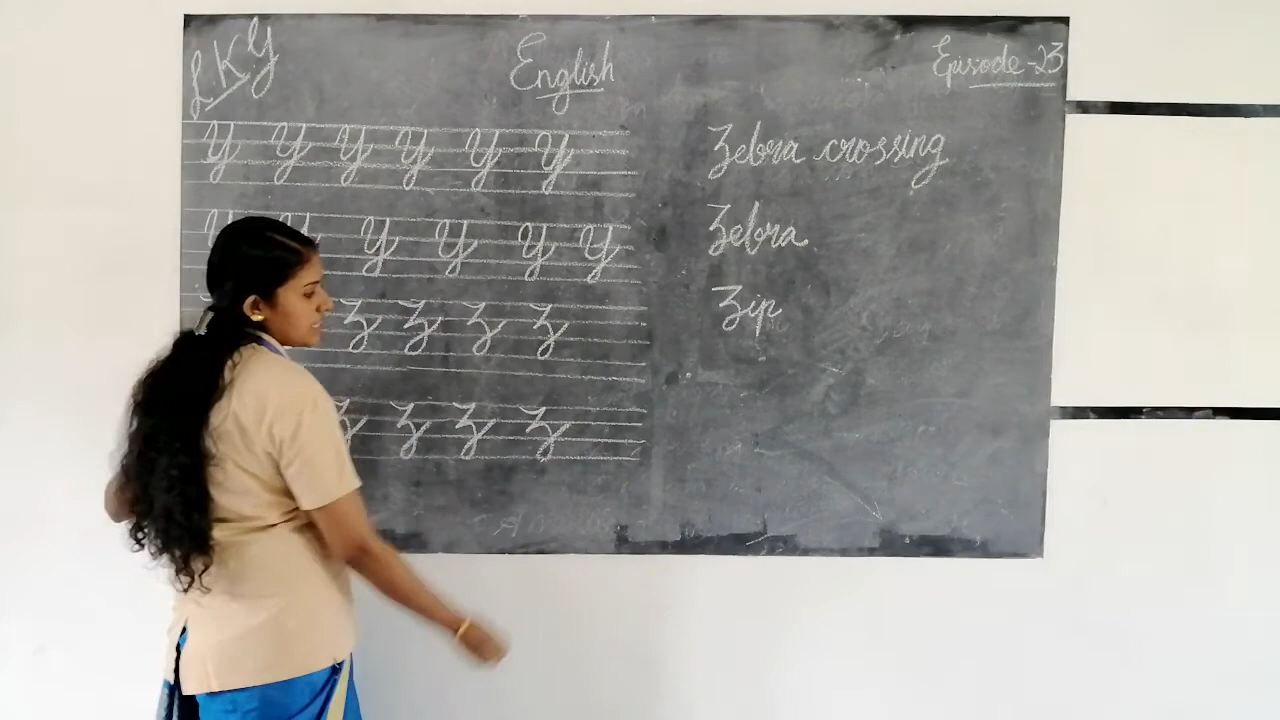 LKG
English
Episode-23
y y y y y y
y y y y y y
z z z z
z z z z
Zebra crossing
Zebra
Zip